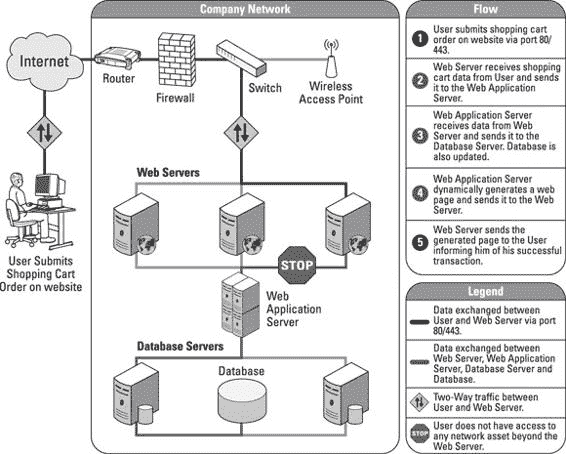 Company Network
Internet
Router
Firewall
Switch
Wireless
Access Point
Web Servers
User Submits
Shopping Cart
Order on website
STOP
Web
Application
Server
Database Servers
Database
Flow
1 User submits shopping cart
order on website via port 80/
443.
2 Web Server receives shopping
cart data from User and sends
it to the Web Application
Server.
3 Web Application Server
receives data from Web
Server and sends it to the
Database Server. Database is
also updated.
4 Web Application Server
dynamically generates a web
page and sends it to the Web
Server.
5 Web Server sends the
generated page to the User
informing him of his successful
transaction.
Legend
Data exchanged between
User and Web Server via port
80/443.
Data exchanged between
Web Server, Web Application
Server, Database Server and
Database.
Two-Way traffic between
User and Web Server.
STOP User does not have access to
any network asset beyond the
Web Server.